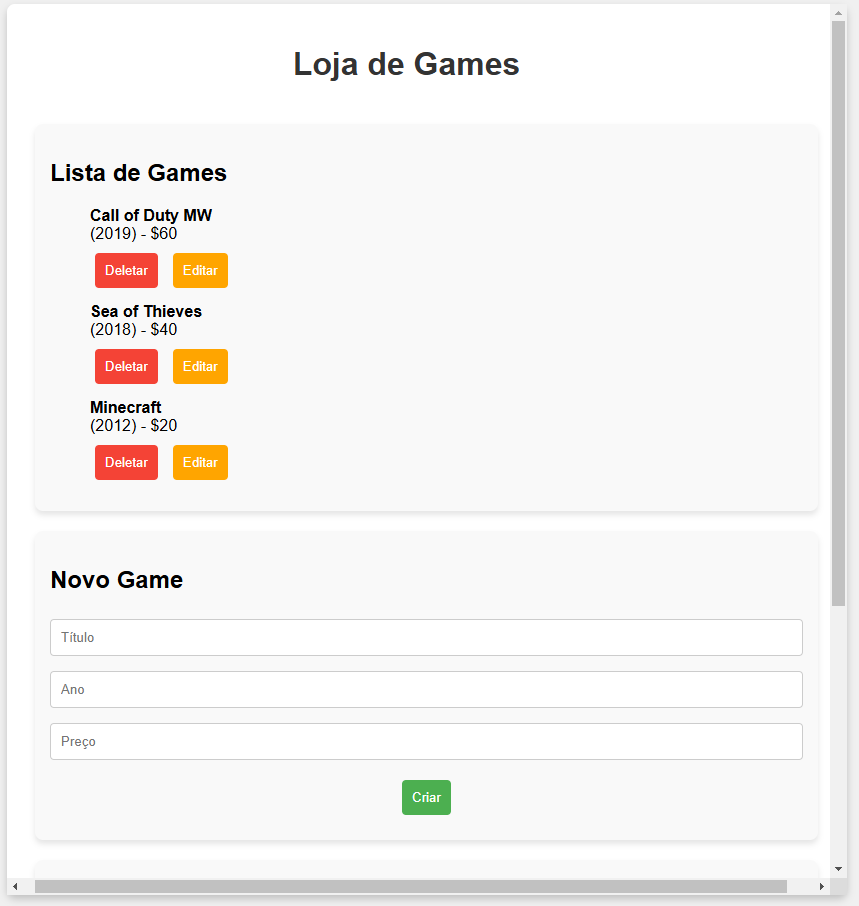 Loja de Games
Lista de Games
Call of Duty MW
(2019) - $60
Deletar Editar
Sea of Thieves
(2018) - $40
Deletar Editar
Minecraft
(2012) - $20
Deletar Editar
Novo Game
Título
Ano
Preço
Criar